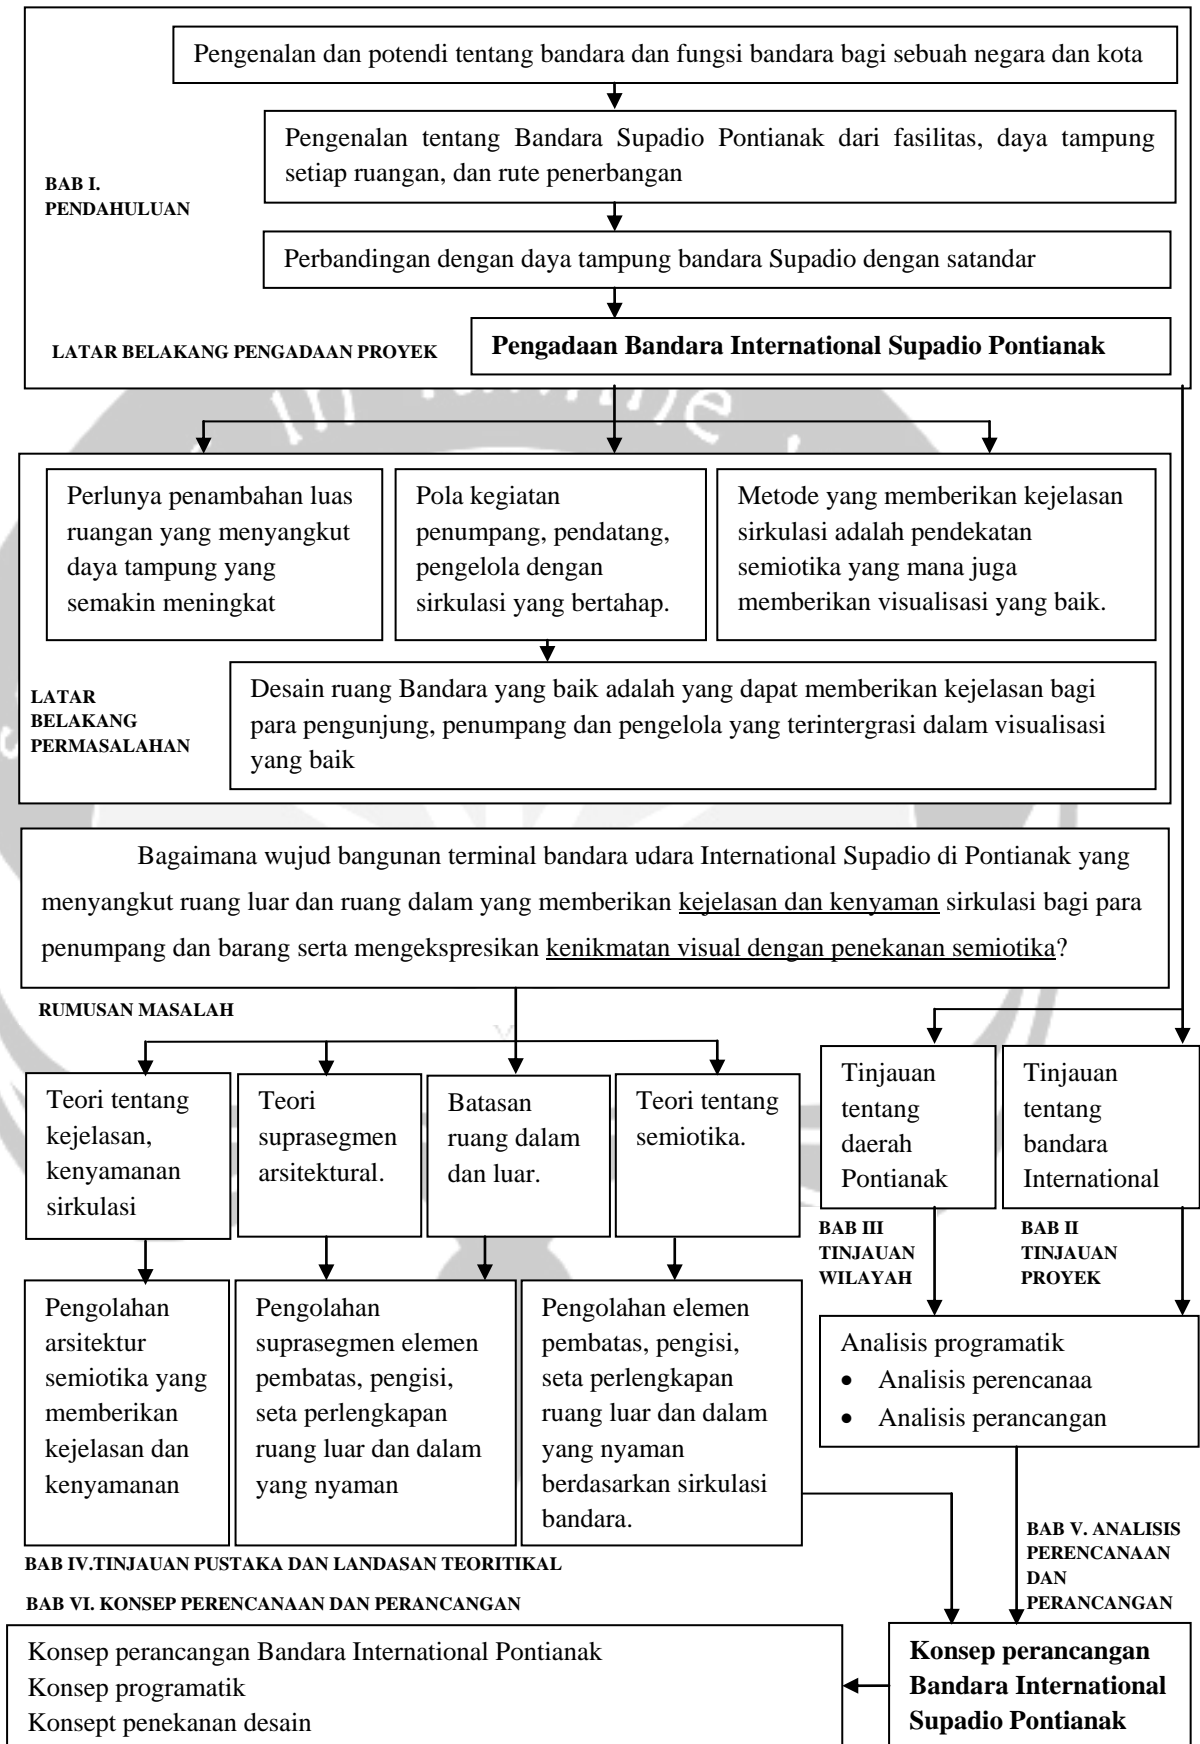 Pengenalan dan potendi tentang bandara dan fungsi bandara bagi sebuah negara dan kota
Pengenalan tentang Bandara Supadio Pontianak dari fasilitas, daya tampung
setiap ruangan, dan rute penerbangan
BAB I.
PENDAHULUAN
Perbandingan dengan daya tampung bandara Supadio dengan satandar
LATAR BELAKANG PENGADAAN PROYEK
Pengadaan Bandara International Supadio Pontianak
Perlunya penambahan luas
ruangan yang menyangkut
daya tampung yang
semakin meningkat
Pola kegiatan
penumpang, pendatang,
pengelola dengan
sirkulasi yang bertahap.
Metode yang memberikan kejelasan
sirkulasi adalah pendekatan
semiotika yang mana juga
memberikan visualisasi yang baik.
LATAR
BELAKANG
PERMASALAHAN
Desain ruang Bandara yang baik adalah yang dapat memberikan kejelasan bagi
para pengunjung, penumpang dan pengelola yang terintergrasi dalam visualisasi
yang baik
Bagaimana wujud bangunan terminal bandara udara International Supadio di Pontianak yang
menyangkut ruang luar dan ruang dalam yang memberikan kejelasan dan kenyaman sirkulasi bagi para
penumpang dan barang serta mengekspresikan kenikmatan visual dengan penekanan semiotika?
RUMUSAN MASALAH
Teori tentang
kejelasan,
kenyamanan
sirkulasi
Teori
suprasegmen
arsitektural.
Batasan
ruang dalam
dan luar.
Teori tentang
semiotika.
Tinjauan
tentang
daerah
Pontianak
Tinjauan
tentang
bandara
International
BAB III
TINJAUAN
WILAYAH
BAB II
TINJAUAN
PROYEK
Pengolahan
arsitektur
semiotika yang
memberikan
kejelasan dan
kenyamanan
Pengolahan
suprasegmen elemen
pembatas, pengisi,
seta perlengkapan
ruang luar dan dalam
yang nyaman
Pengolahan elemen
pembatas, pengisi,
seta perlengkapan
ruang luar dan dalam
yang nyaman
berdasarkan sirkulasi
bandara.
Analisis programatik
• Analisis perencanaa
• Analisis perancangan
BAB IV.TINJAUAN PUSTAKA DAN LANDASAN TEORITIKAL
BAB V. ANALISIS
PERENCANAAN
DAN
PERANCANGAN
BAB VI. KONSEP PERENCANAAN DAN PERANCANGAN
Konsep perancangan Bandara International Pontianak
Konsep programatik
Konsept penekanan desain
Konsep perancangan
Bandara International
Supadio Pontianak